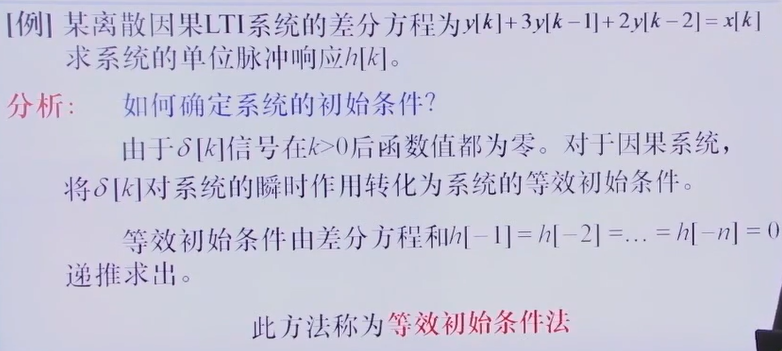 [例] 某离散因果LTI系统的差分方程为y[k]+3y[k−1]+2y[k−2]=x[k]
求系统的单位脉冲响应h[k]。
分析: 如何确定系统的初始条件?
由于δ[k]信号在k>0后函数值都为零。对于因果系统,
将δ[k]对系统的瞬时作用转化为系统的等效初始条件。
等效初始条件由差分方程和h[−1]=h[−2]=...=h[−n]=0
递推求出。
此方法称为等效初始条件法